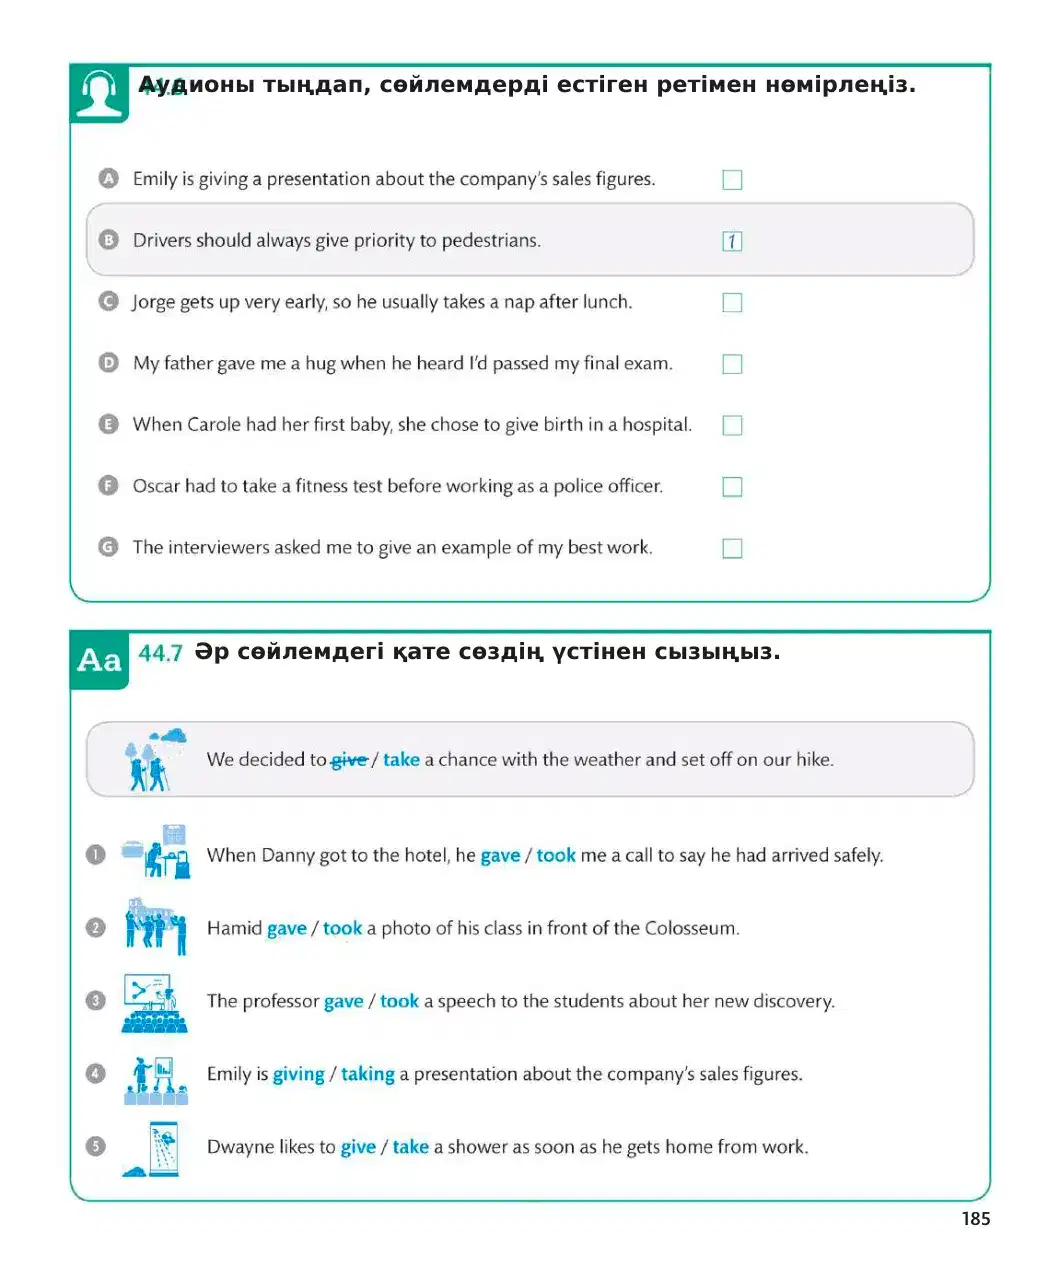 Аудионы тыңдап, сөйлемдерді естіген ретімен нөмірлеңіз.
A Emily is giving a presentation about the company's sales figures.
B Drivers should always give priority to pedestrians. 1
C Jorge gets up very early, so he usually takes a nap after lunch.
D My father gave me a hug when he heard I'd passed my final exam.
E When Carole had her first baby, she chose to give birth in a hospital.
F Oscar had to take a fitness test before working as a police officer.
G The interviewers asked me to give an example of my best work.
Aa 44.7 Әр сөйлемдегі қате сөздің үстінен сызыңыз.
We decided to give / take a chance with the weather and set off on our hike.
1 When Danny got to the hotel, he gave / took me a call to say he had arrived safely.
2 Hamid gave / took a photo of his class in front of the Colosseum.
3 The professor gave / took a speech to the students about her new discovery.
4 Emily is giving / taking a presentation about the company's sales figures.
5 Dwayne likes to give / take a shower as soon as he gets home from work.
185